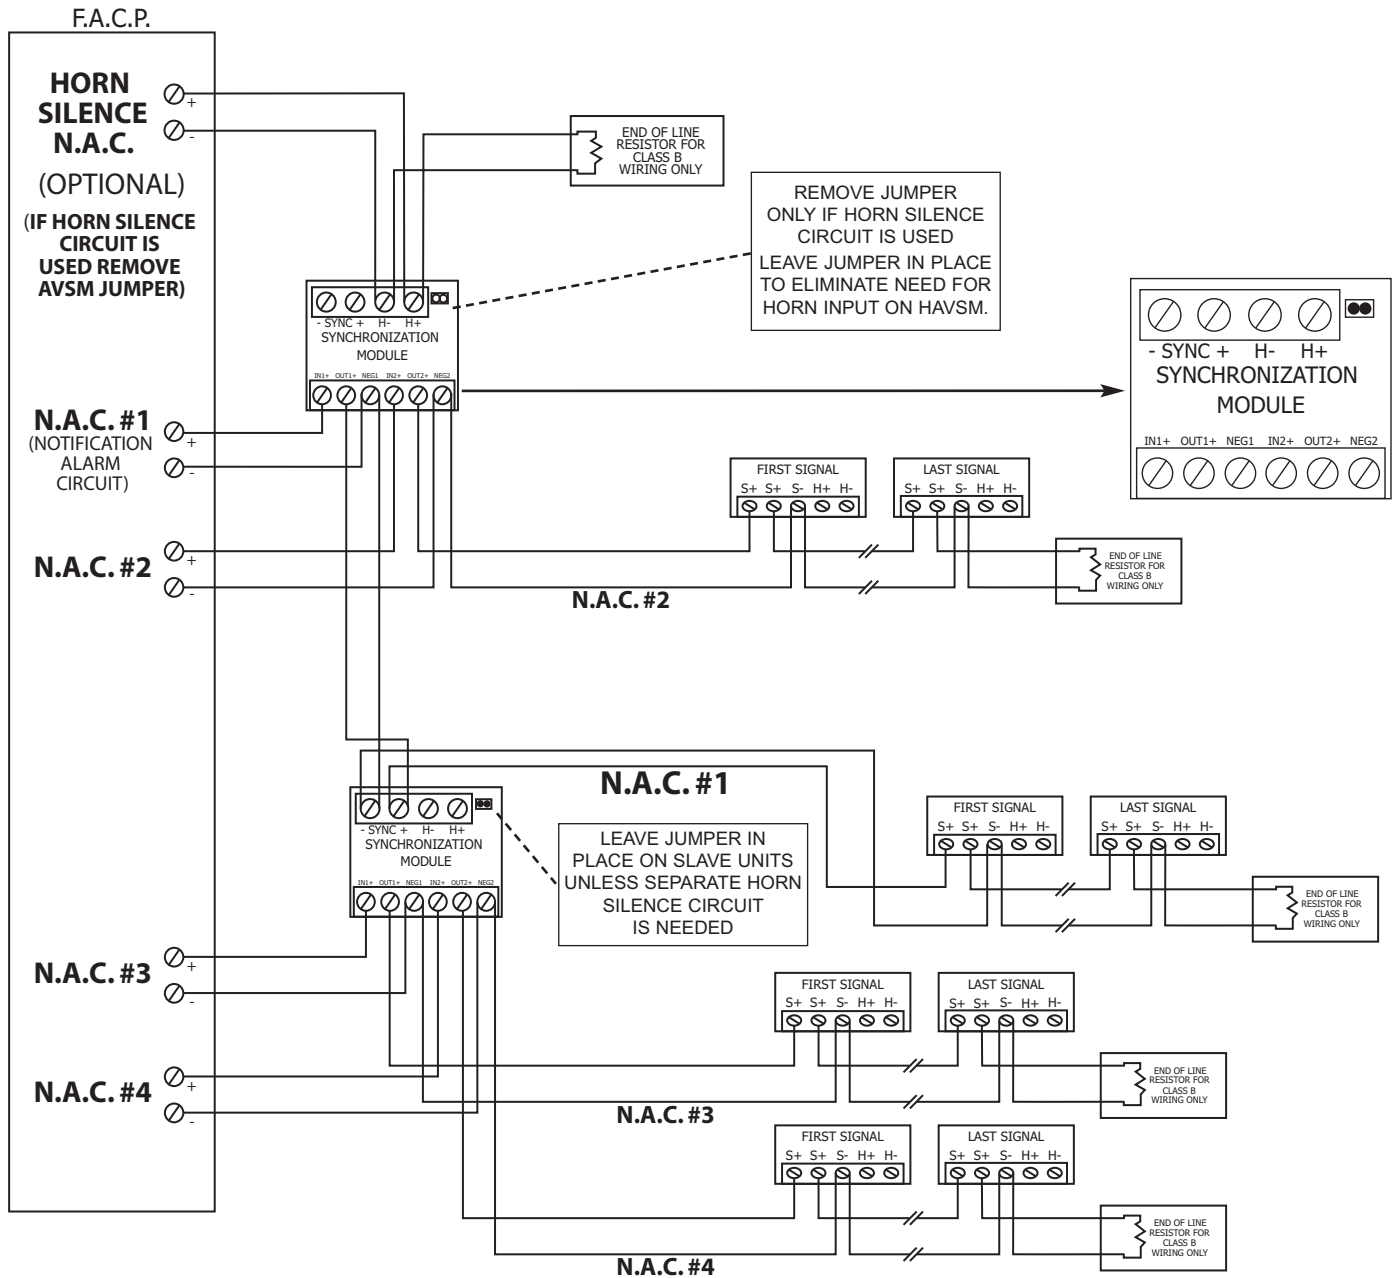 F.A.C.P.
HORN
SILENCE
N.A.C.
(OPTIONAL)
(IF HORN SILENCE
CIRCUIT IS
USED REMOVE
AVSM JUMPER)
+
-
END OF LINE
RESISTOR FOR
CLASS B
WIRING ONLY
REMOVE JUMPER
ONLY IF HORN SILENCE
CIRCUIT IS USED
LEAVE JUMPER IN PLACE
TO ELIMINATE NEED FOR
HORN INPUT ON HAVSM.
- SYNC + H- H+
SYNCHRONIZATION
MODULE
IN1+ OUT1+ NEG1 IN2+ OUT2+ NEG2
- SYNC + H- H+
SYNCHRONIZATION
MODULE
IN1+ OUT1+ NEG1 IN2+ OUT2+ NEG2
N.A.C. #1
(NOTIFICATION
ALARM
CIRCUIT)
+
-
FIRST SIGNAL
S+ S+ S- H+ H-
LAST SIGNAL
S+ S+ S- H+ H-
END OF LINE
RESISTOR FOR
CLASS B
WIRING ONLY
N.A.C. #2
+
-
N.A.C. #2
N.A.C. #1
- SYNC + H- H+
SYNCHRONIZATION
MODULE
IN1+ OUT1+ NEG1 IN2+ OUT2+ NEG2
LEAVE JUMPER IN
PLACE ON SLAVE UNITS
UNLESS SEPARATE HORN
SILENCE CIRCUIT
IS NEEDED
FIRST SIGNAL
S+ S+ S- H+ H-
LAST SIGNAL
S+ S+ S- H+ H-
END OF LINE
RESISTOR FOR
CLASS B
WIRING ONLY
N.A.C. #3
+
-
FIRST SIGNAL
S+ S+ S- H+ H-
LAST SIGNAL
S+ S+ S- H+ H-
END OF LINE
RESISTOR FOR
CLASS B
WIRING ONLY
N.A.C. #4
+
-
N.A.C. #3
FIRST SIGNAL
S+ S+ S- H+ H-
LAST SIGNAL
S+ S+ S- H+ H-
END OF LINE
RESISTOR FOR
CLASS B
WIRING ONLY
N.A.C. #4